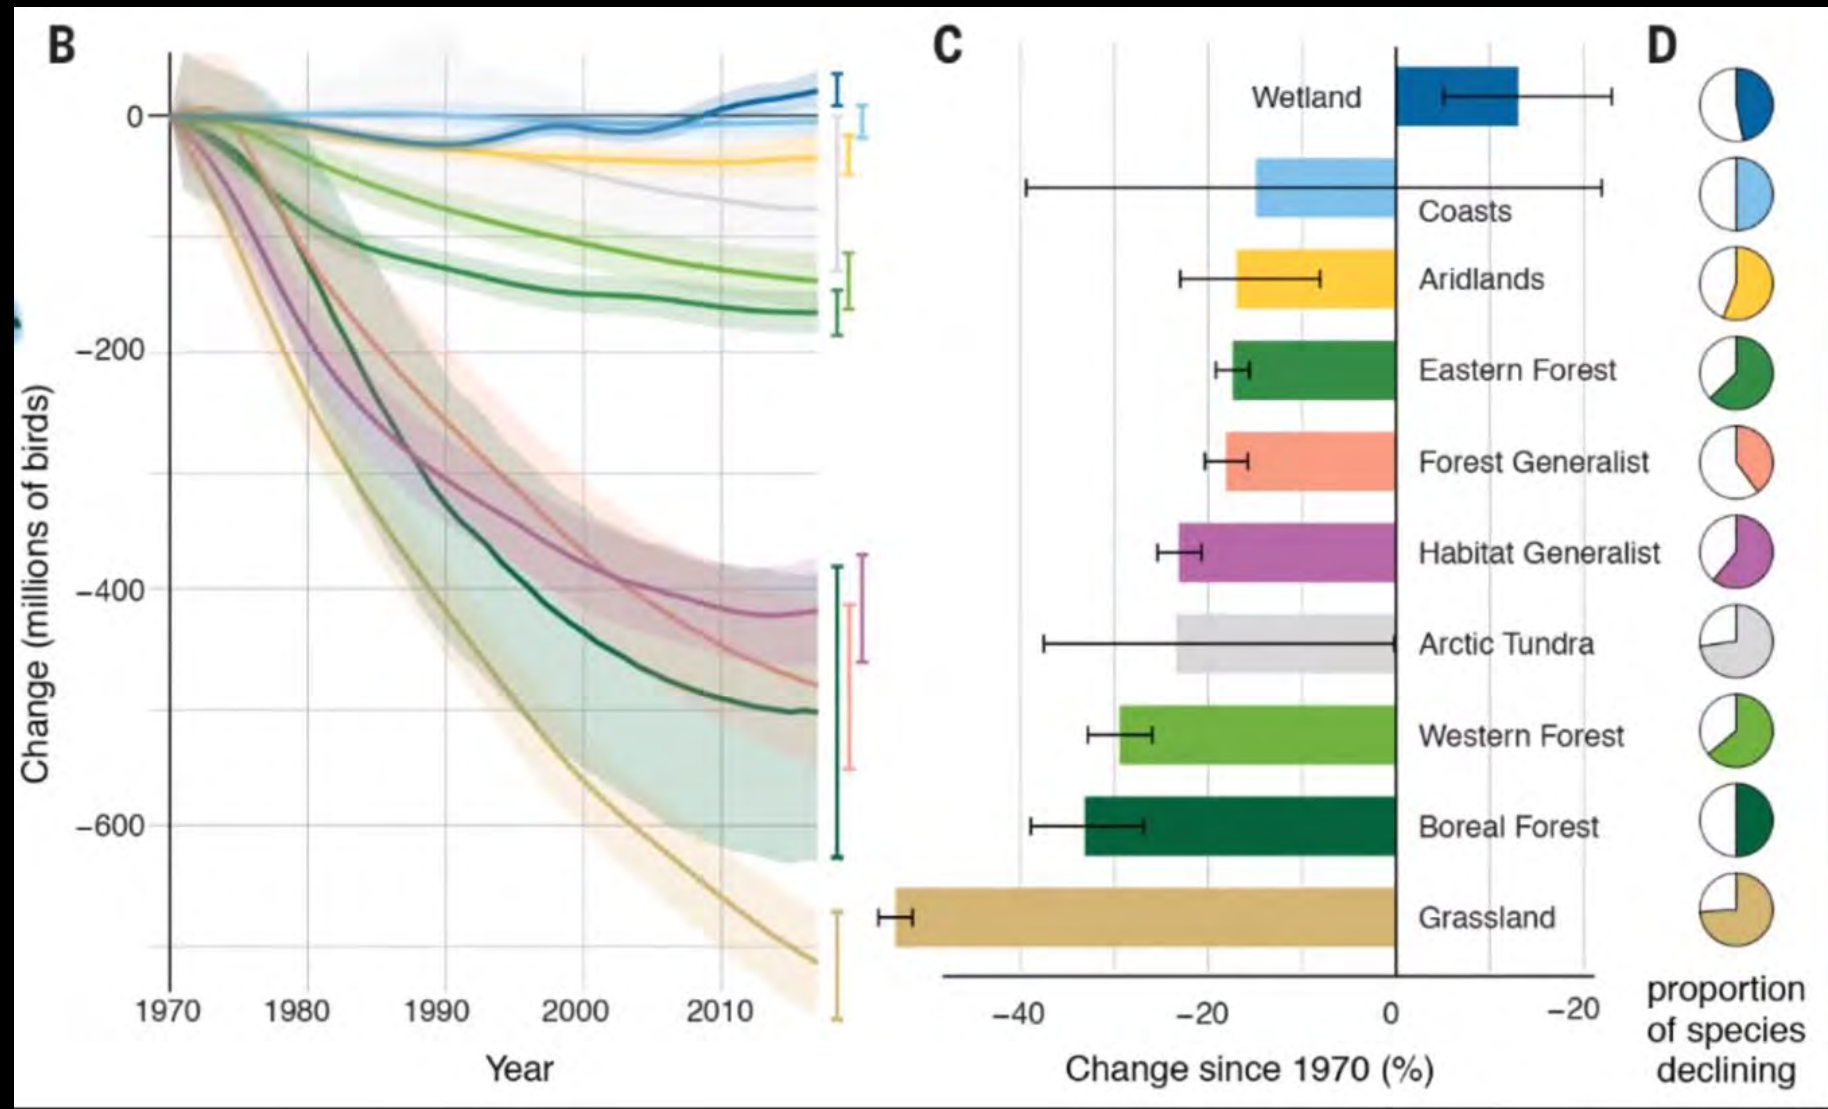 B
0
−200
−400
−600
Change (millions of birds)
1970 1980 1990 2000 2010
Year
C
Wetland
Coasts
Aridlands
Eastern Forest
Forest Generalist
Habitat Generalist
Arctic Tundra
Western Forest
Boreal Forest
Grassland
−40 −20 0 −20
Change since 1970 (%)
D
proportion
of species
declining